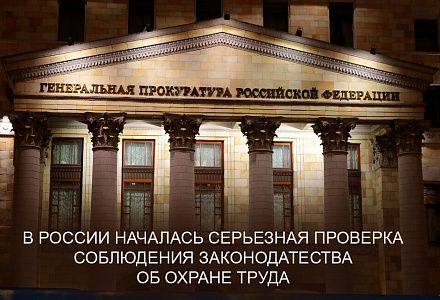 ГЕНЕРАЛЬНАЯ ПРОКУРАТУРА РОССИЙСКОЙ ФЕДЕРАЦИИ
В РОССИИ НАЧАЛАСЬ СЕРЬЕЗНАЯ ПРОВЕРКА
СОБЛЮДЕНИЯ ЗАКОНОДАТЕСТВА
ОБ ОХРАНЕ ТРУДА